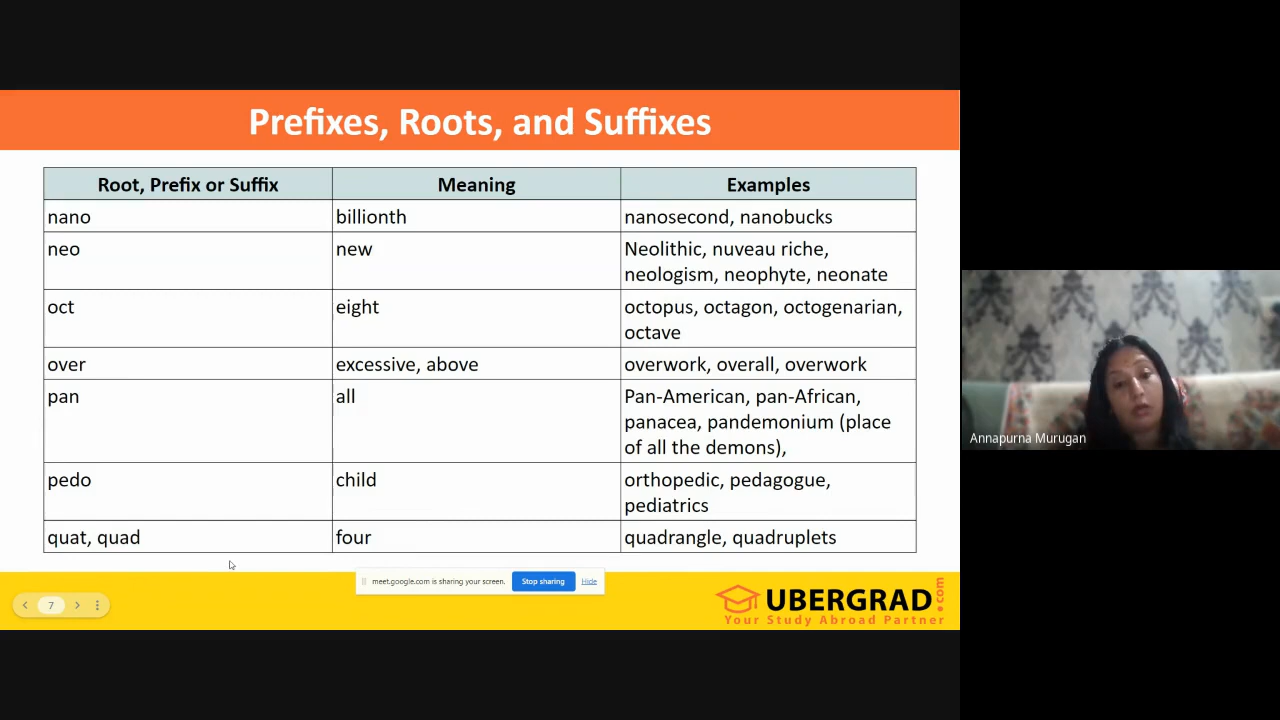 Prefixes, Roots, and Suffixes
Root, Prefix or Suffix Meaning Examples
nano billionth nanosecond, nanobucks
neo new Neolithic, nuveau riche,
neologism, neophyte, neonate
oct eight octopus, octagon, octogenarian,
octave
over excessive, above overwork, overall, overwork
pan all Pan-American, pan-African,
panacea, pandemonium (place
of all the demons),
pedo child orthopedic, pedagogue,
pediatrics
quat, quad four quadrangle, quadruplets
meet.google.com is sharing your screen. Stop sharing Hide
7
UBERGRAD.com
Your Study Abroad Partner
Annapurna Murugan